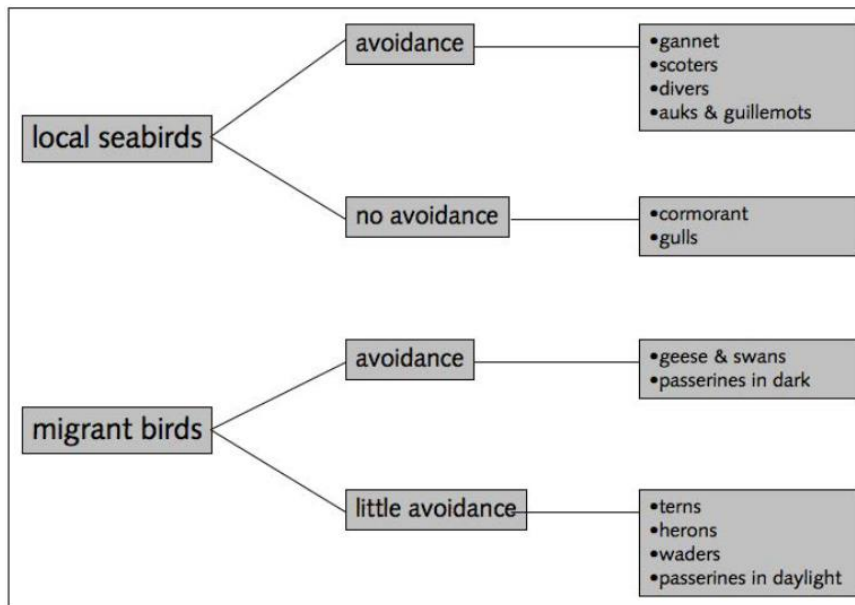 local seabirds
avoidance
•gannet
•scoters
•divers
•auks & guillemots
no avoidance
•cormorant
•gulls
migrant birds
avoidance
•geese & swans
•passerines in dark
little avoidance
•terns
•herons
•waders
•passerines in daylight